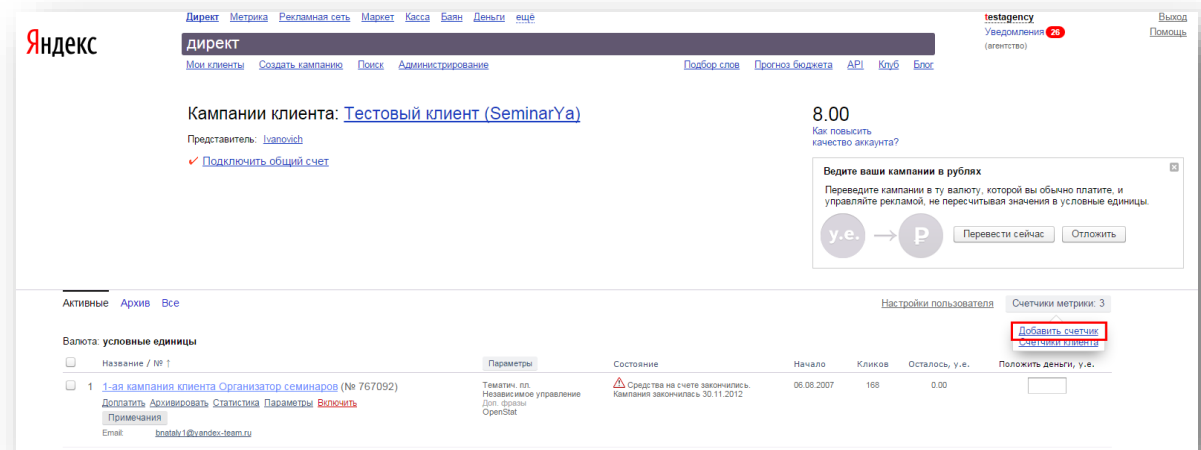 Директ Метрика Рекламная сеть Маркет Касса Баян Деньги ещё
testagency
Выход
Яндекс
директ
Уведомления 26
Помощь
(агентство)
Мои клиенты Создать кампанию Поиск Администрирование
Подбор слов Прогноз бюджета API Клуб Блог
Кампании клиента: Тестовый клиент (SeminarYa)
8.00
Представитель: Ivanovich
Как повысить
качество аккаунта?
✓ Подключить общий счет
Ведите ваши кампании в рублях
Переведите кампании в ту валюту, которой вы обычно платите, и
управляйте рекламой, не пересчитывая значения в условные единицы.
у.е. → ₽ Перевести сейчас Отложить
Активные Архив Все
Настройки пользователя Счетчики метрики: 3
Добавить счетчик
Счетчики клиента
Валюта: условные единицы
Название / № ↑ Параметры Состояние Начало Кликов Осталось, у.е. Положить деньги, у.е.
1 1-ая кампания клиента Организатор семинаров (№ 767092)
Доплатить Архивировать Статистика Параметры Включить
Примечания
Email: bnataly1@yandex-team.ru
Тематич. пл.
Независимое управление
Доп. фразы
OpenStat
Средства на счете закончились.
Кампания закончилась 30.11.2012
06.08.2007 168 0.00